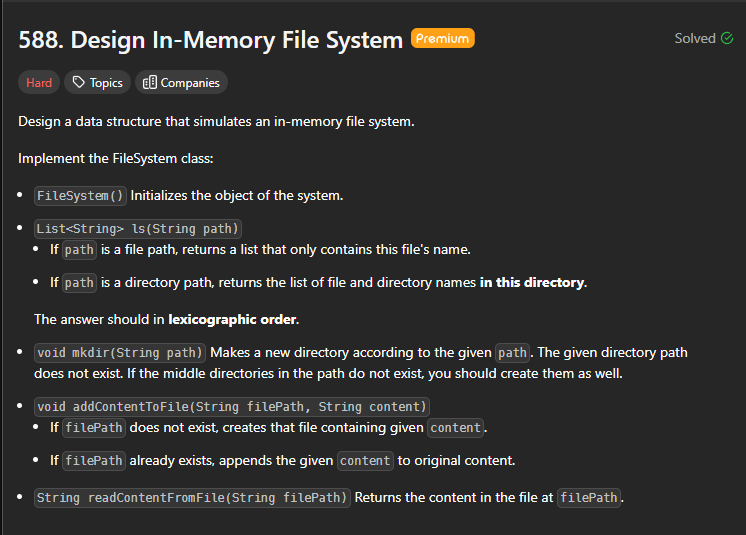 588. Design In-Memory File System Premium Solved
Hard Topics Companies
Design a data structure that simulates an in-memory file system.
Implement the FileSystem class:
• FileSystem() Initializes the object of the system.
• List<String> ls(String path)
• If path is a file path, returns a list that only contains this file's name.
• If path is a directory path, returns the list of file and directory names in this directory.
The answer should in lexicographic order.
• void mkdir(String path) Makes a new directory according to the given path. The given directory path
does not exist. If the middle directories in the path do not exist, you should create them as well.
• void addContentToFile(String filePath, String content)
• If filePath does not exist, creates that file containing given content.
• If filePath already exists, appends the given content to original content.
• String readContentFromFile(String filePath) Returns the content in the file at filePath.